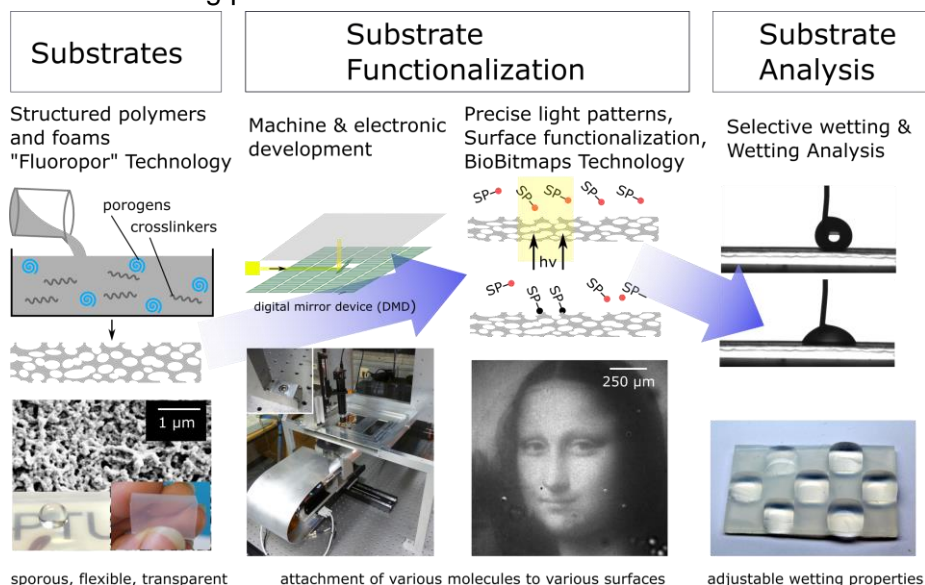 Substrates
Substrate
Functionalization
Substrate
Analysis
Structured polymers
and foams
"Fluoropor" Technology
Machine & electronic
development
Precise light patterns,
Surface functionalization,
BioBitmaps Technology
Selective wetting &
Wetting Analysis
porogens
crosslinkers
digital mirror device (DMD)
SP
SP
SP
SP
SP
hν
SP
SP
SP
SP
SP
1 µm
PTU
250 µm
sporous, flexible, transparent
attachment of various molecules to various surfaces
adjustable wetting properties